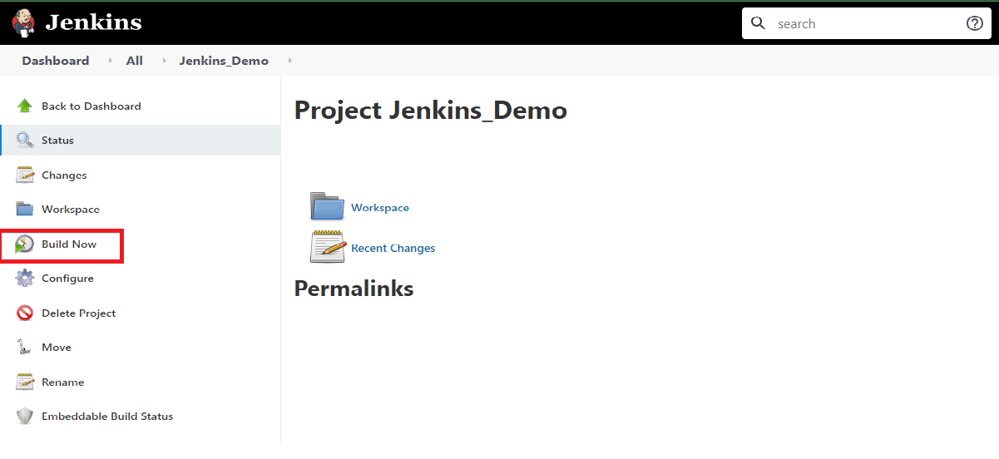 Jenkins
search
Dashboard All Jenkins_Demo
Back to Dashboard
Status
Changes
Workspace
Build Now
Configure
Delete Project
Move
Rename
Embeddable Build Status
Project Jenkins_Demo
Workspace
Recent Changes
Permalinks